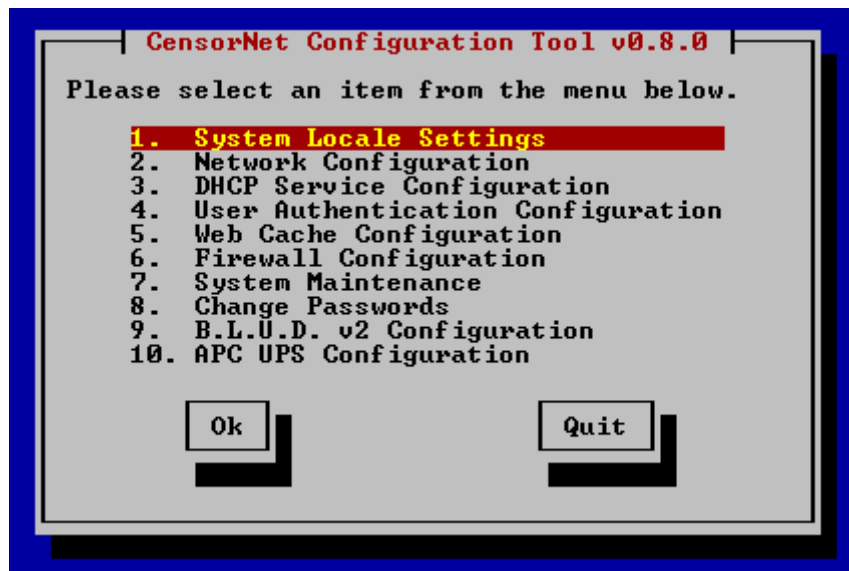 CensorNet Configuration Tool v0.8.0
Please select an item from the menu below.
1. System Locale Settings
2. Network Configuration
3. DHCP Service Configuration
4. User Authentication Configuration
5. Web Cache Configuration
6. Firewall Configuration
7. System Maintenance
8. Change Passwords
9. B.L.U.D. v2 Configuration
10. APC UPS Configuration
Ok Quit